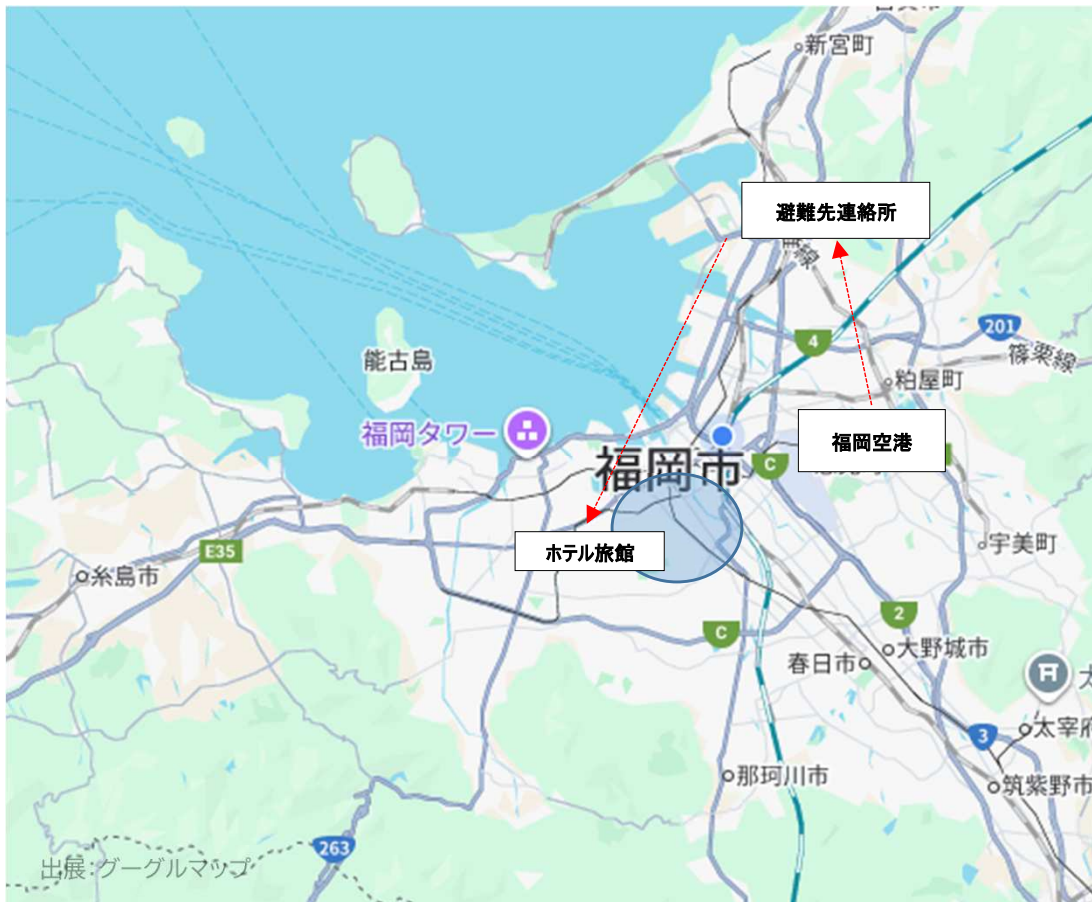 新宮町
避難先連絡所
201
4
篠栗線
能古島
粕屋町
福岡タワー
福岡空港
福岡市
C
E35
ホテル旅館
宇美町
糸島市
2
C
大野城市
春日市
太宰府
3
那珂川市
筑紫野市
263
出展:グーグルマップ